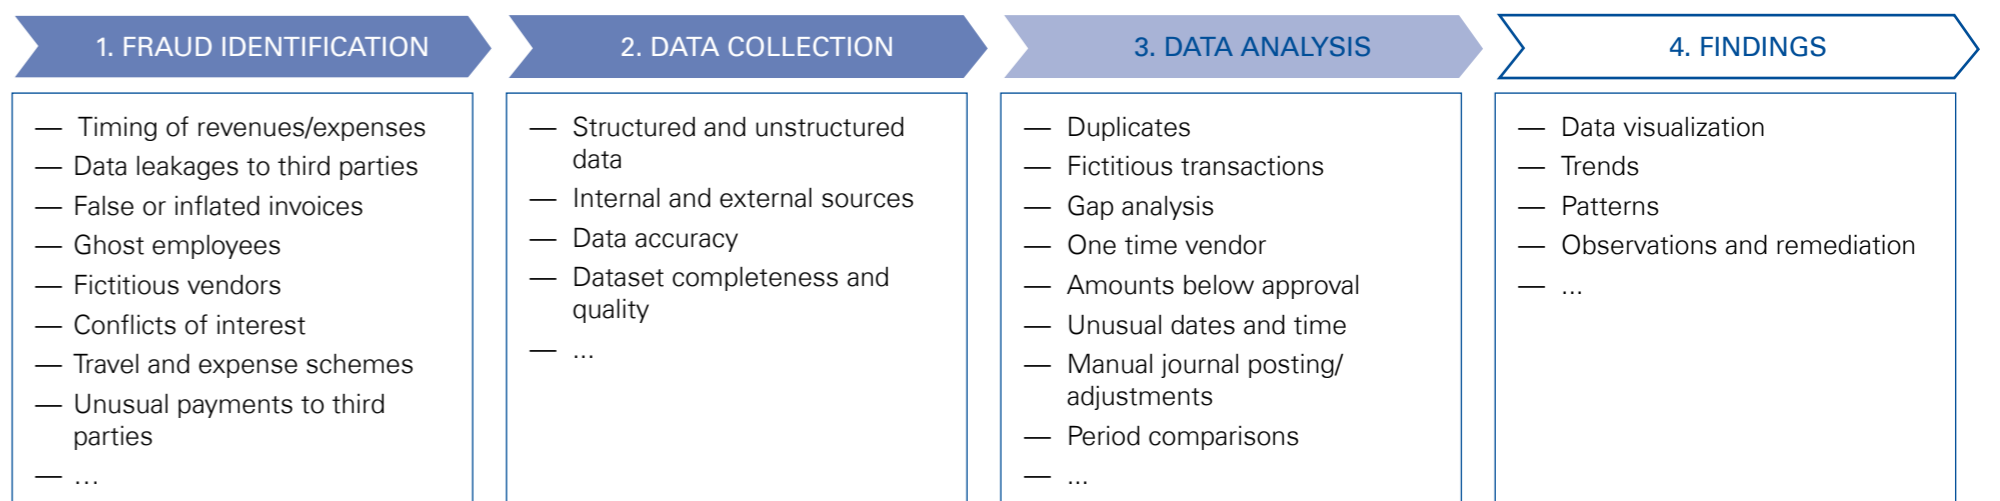 1. FRAUD IDENTIFICATION
— Timing of revenues/expenses
— Data leakages to third parties
— False or inflated invoices
— Ghost employees
— Fictitious vendors
— Conflicts of interest
— Travel and expense schemes
— Unusual payments to third
parties
— ...
2. DATA COLLECTION
— Structured and unstructured
data
— Internal and external sources
— Data accuracy
— Dataset completeness and
quality
— ...
3. DATA ANALYSIS
— Duplicates
— Fictitious transactions
— Gap analysis
— One time vendor
— Amounts below approval
— Unusual dates and time
— Manual journal posting/
adjustments
— Period comparisons
— ...
4. FINDINGS
— Data visualization
— Trends
— Patterns
— Observations and remediation
— ...